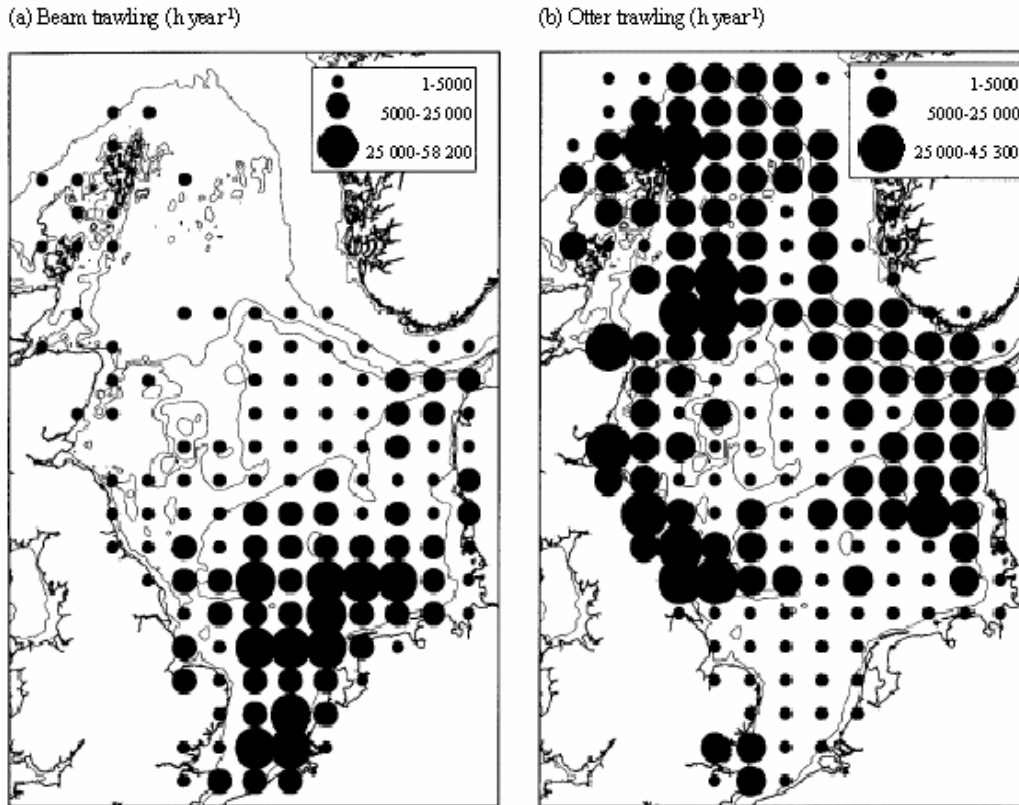 (a) Beam trawling (h year⁻¹)
(b) Otter trawling (h year⁻¹)
1-5000
5000-25 000
25 000-58 200
1-5000
5000-25 000
25 000-45 300